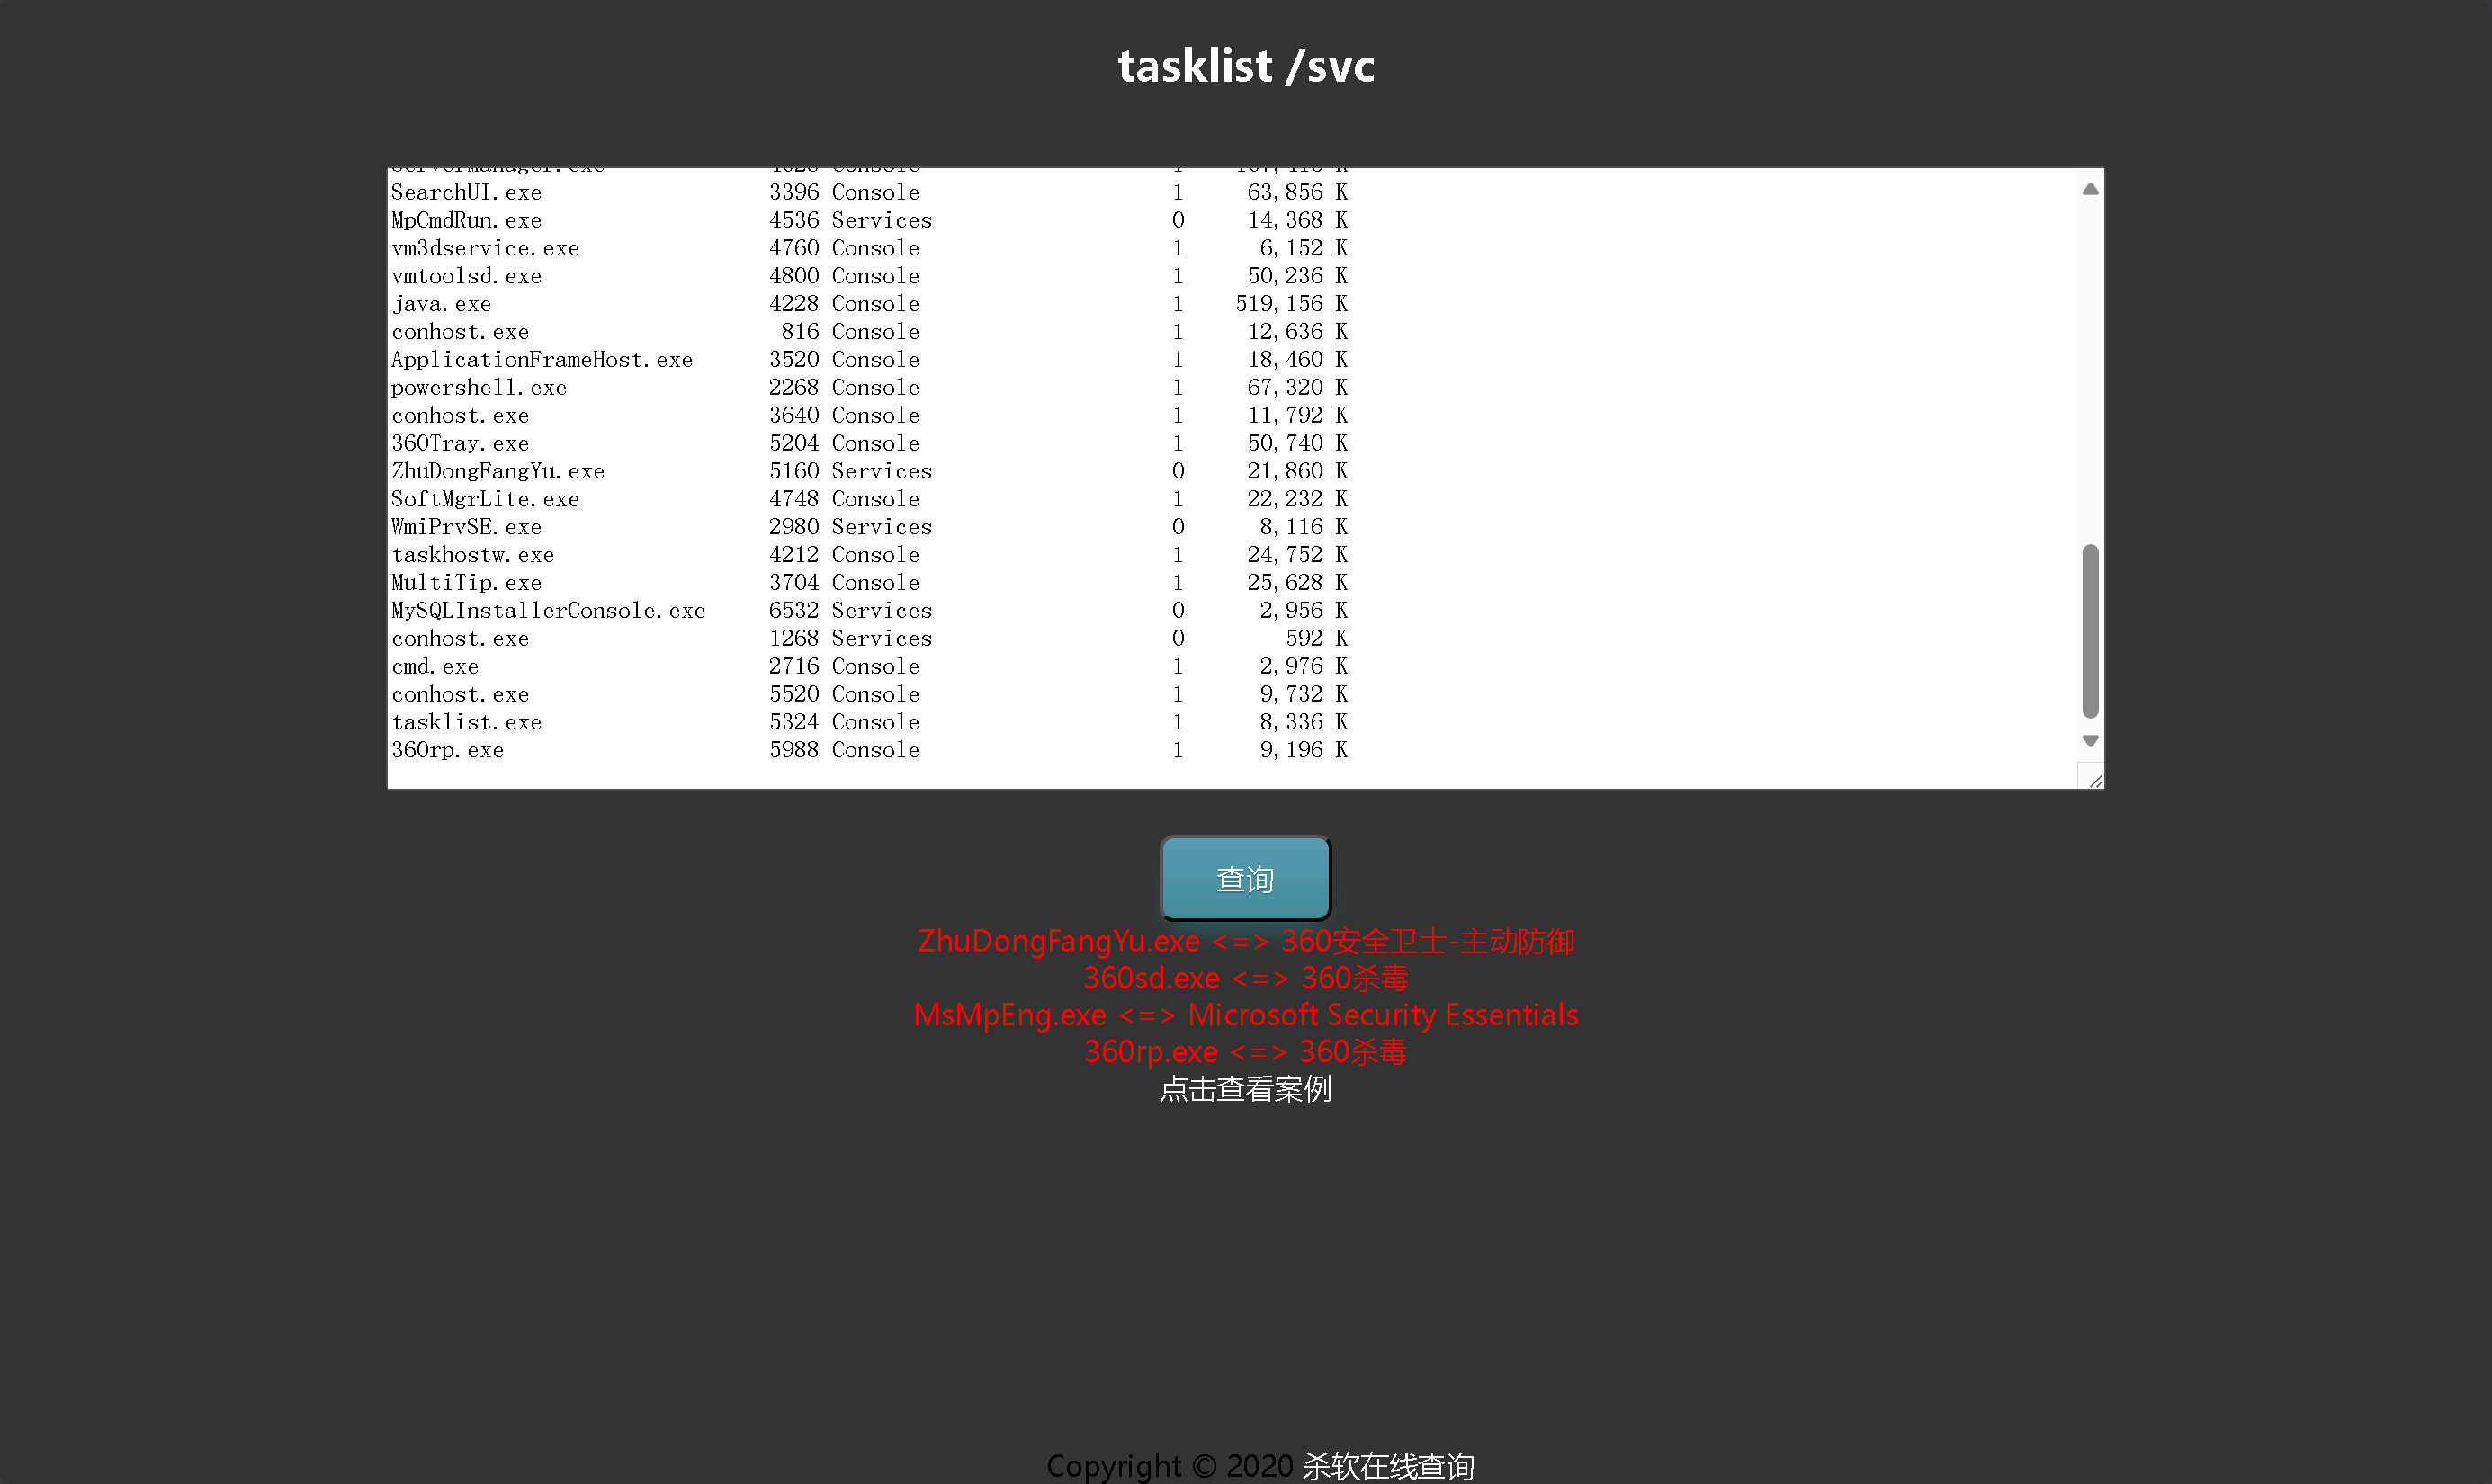 tasklist /svc
SearchUI.exe 3396 Console 1 63,856 K
MpCmdRun.exe 4536 Services 0 14,368 K
vm3dservice.exe 4760 Console 1 6,152 K
vmtoolsd.exe 4800 Console 1 50,236 K
java.exe 4228 Console 1 519,156 K
conhost.exe 816 Console 1 12,636 K
ApplicationFrameHost.exe 3520 Console 1 18,460 K
powershell.exe 2268 Console 1 67,320 K
conhost.exe 3640 Console 1 11,792 K
360Tray.exe 5204 Console 1 50,740 K
ZhuDongFangYu.exe 5160 Services 0 21,860 K
SoftMgrLite.exe 4748 Console 1 22,232 K
WmiPrvSE.exe 2980 Services 0 8,116 K
taskhostw.exe 4212 Console 1 24,752 K
MultiTip.exe 3704 Console 1 25,628 K
MySQLInstallerConsole.exe 6532 Services 0 2,956 K
conhost.exe 1268 Services 0 592 K
cmd.exe 2716 Console 1 2,976 K
conhost.exe 5520 Console 1 9,732 K
tasklist.exe 5324 Console 1 8,336 K
360rp.exe 5988 Console 1 9,196 K
查询
ZhuDongFangYu.exe <=> 360安全卫士-主动防御
360sd.exe <=> 360杀毒
MsMpEng.exe <=> Microsoft Security Essentials
360rp.exe <=> 360杀毒
点击查看案例
Copyright © 2020 杀软在线查询